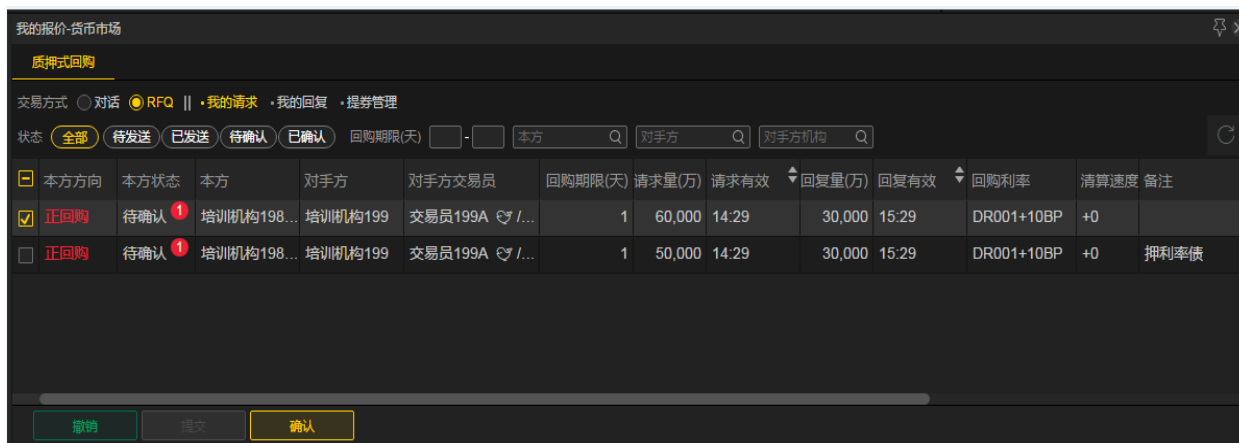 我的报价-货币市场
质押式回购
交易方式 对话 RFQ || •我的请求 •我的回复 •提券管理
状态 全部 待发送 已发送 待确认 已确认 回购期限(天) - 本方 对手方 对手方机构
本方方向 本方状态 本方 对手方 对手方交易员 回购期限(天) 请求量(万) 请求有效 回复量(万) 回复有效 回购利率 清算速度 备注
正回购 待确认 1 培训机构198... 培训机构199 交易员199A /... 1 60,000 14:29 30,000 15:29 DR001+10BP +0
正回购 待确认 1 培训机构198... 培训机构199 交易员199A /... 1 50,000 14:29 30,000 15:29 DR001+10BP +0 押利率债
撤销 提交 确认